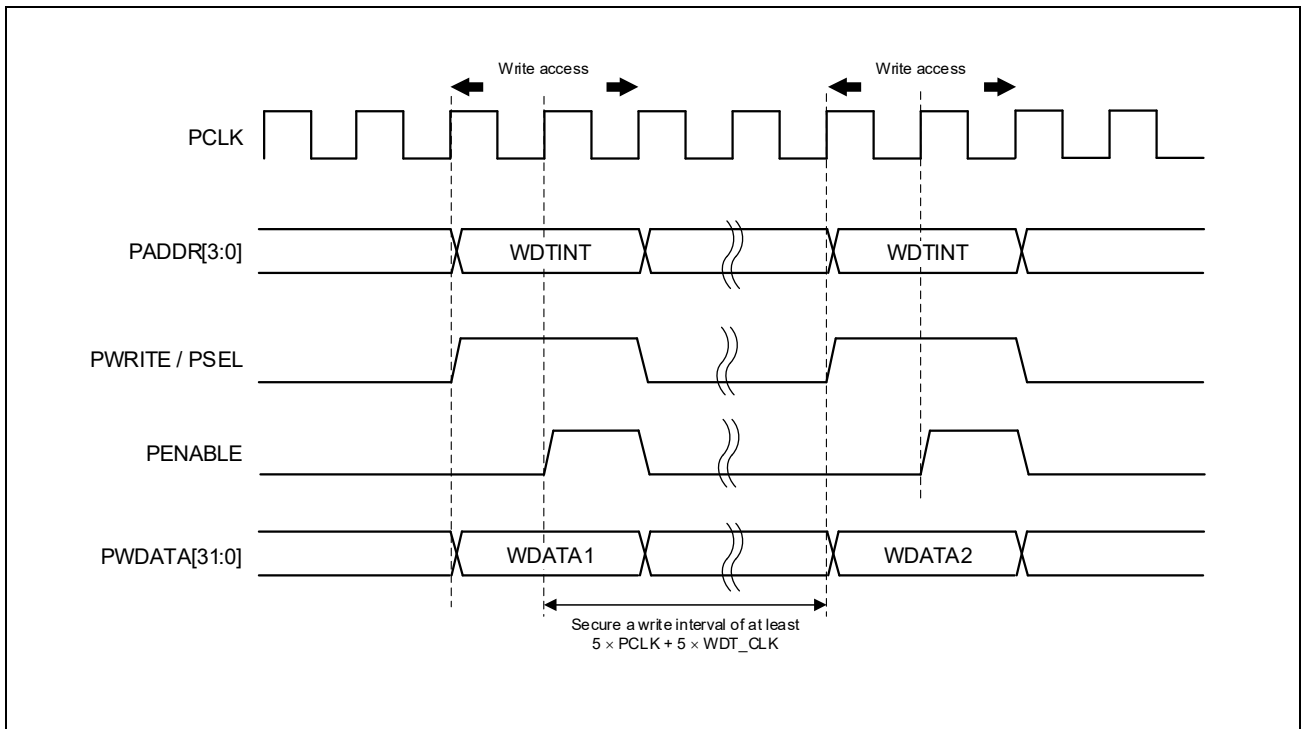 Write access
Write access
PCLK
PADDR[3:0]
WDTINT
WDTINT
PWRITE / PSEL
PENABLE
PWDATA[31:0]
WDATA1
WDATA2
Secure a write interval of at least
5 × PCLK + 5 × WDT_CLK